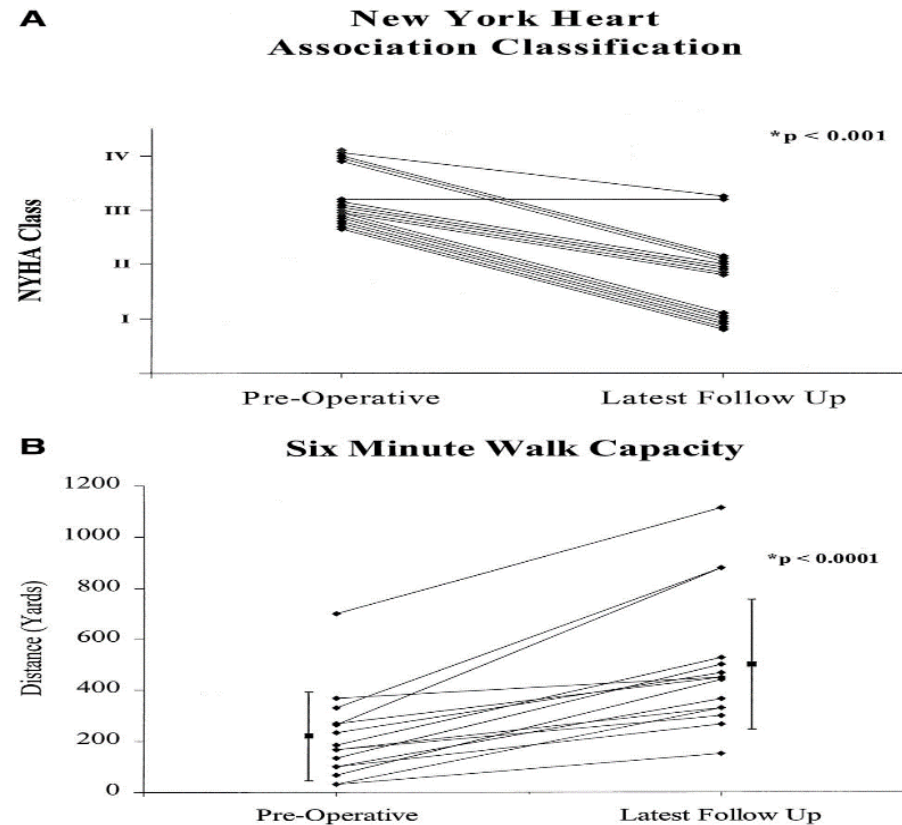 A
New York Heart
Association Classification
*p < 0.001
NYHA Class
IV
III
II
I
Pre-Operative
Latest Follow Up
B
Six Minute Walk Capacity
*p < 0.0001
Distance (Yards)
1200
1000
800
600
400
200
0
Pre-Operative
Latest Follow Up